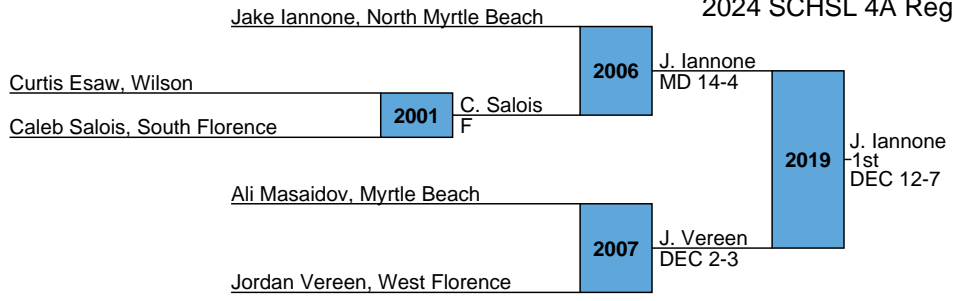 2024 SCHSL 4A Reg
Jake Iannone, North Myrtle Beach
2006
J. Iannone
MD 14-4
Curtis Esaw, Wilson
2001
C. Salois
F
Caleb Salois, South Florence
2019
J. Iannone
1st
DEC 12-7
Ali Masaidov, Myrtle Beach
2007
J. Vereen
DEC 2-3
Jordan Vereen, West Florence